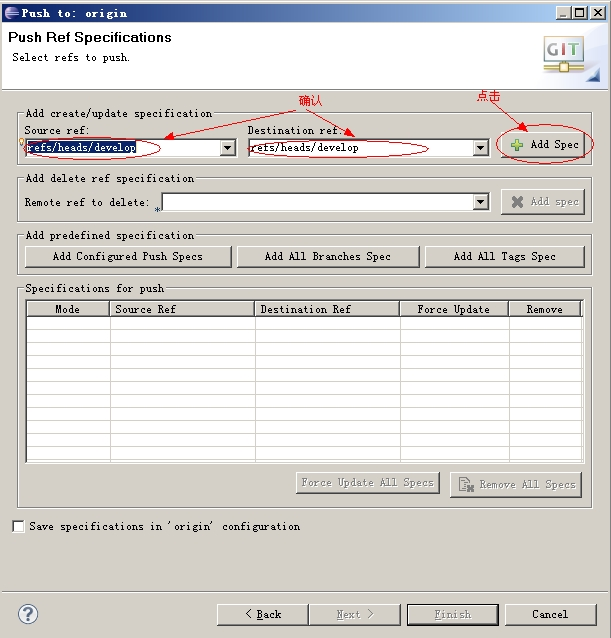 Push to: origin
Push Ref Specifications
Select refs to push.
GIT
确认
点击
Add create/update specification
Source ref:
Destination ref:
refs/heads/develop
refs/heads/develop
Add Spec
Add delete ref specification
Remote ref to delete:
Add spec
Add predefined specification
Add Configured Push Specs
Add All Branches Spec
Add All Tags Spec
Specifications for push
Mode
Source Ref
Destination Ref
Force Update
Remove
Force Update All Specs
Remove All Specs
Save specifications in 'origin' configuration
?
< Back
Next >
Finish
Cancel